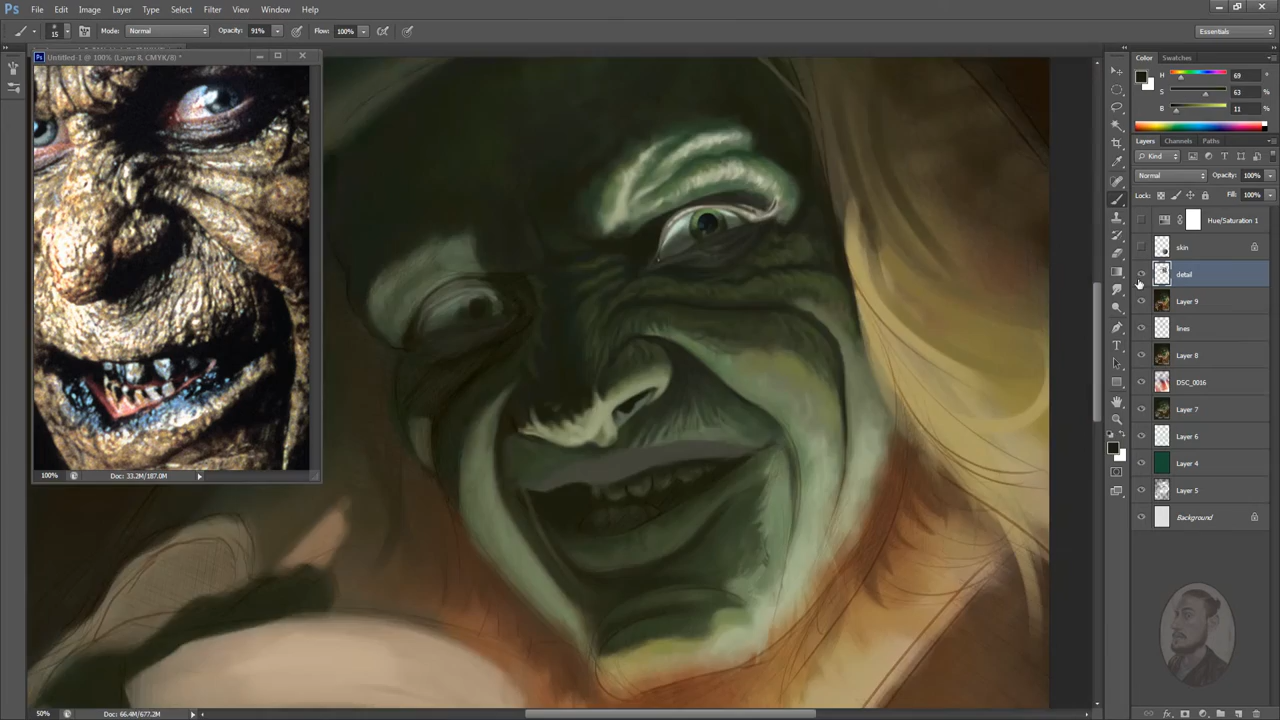 Ps File Edit Image Layer Type Select Filter 3D View Window Help
15 Mode: Normal Opacity: 91% Flow: 100% Essentials
Ps Untitled-1 @ 100% (Layer 8, CMYK/8) *
Color Swatches
H 69 °
S 63 %
B 11 %
Layers Channels Paths
Kind
Normal Opacity: 100%
Lock: Fill: 100%
Hue/Saturation 1
skin
detail
Layer 9
lines
Layer 8
DSC_0016
Layer 7
Layer 6
Layer 4
Layer 5
Background
100% Doc: 33.2M/187.0M
50% Doc: 66.4M/677.2M